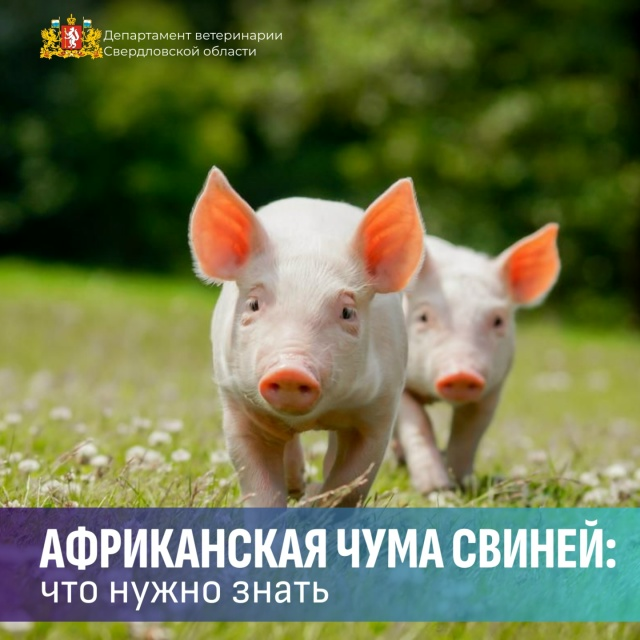 Департамент ветеринарии
Свердловской области
АФРИКАНСКАЯ ЧУМА СВИНЕЙ:
что нужно знать